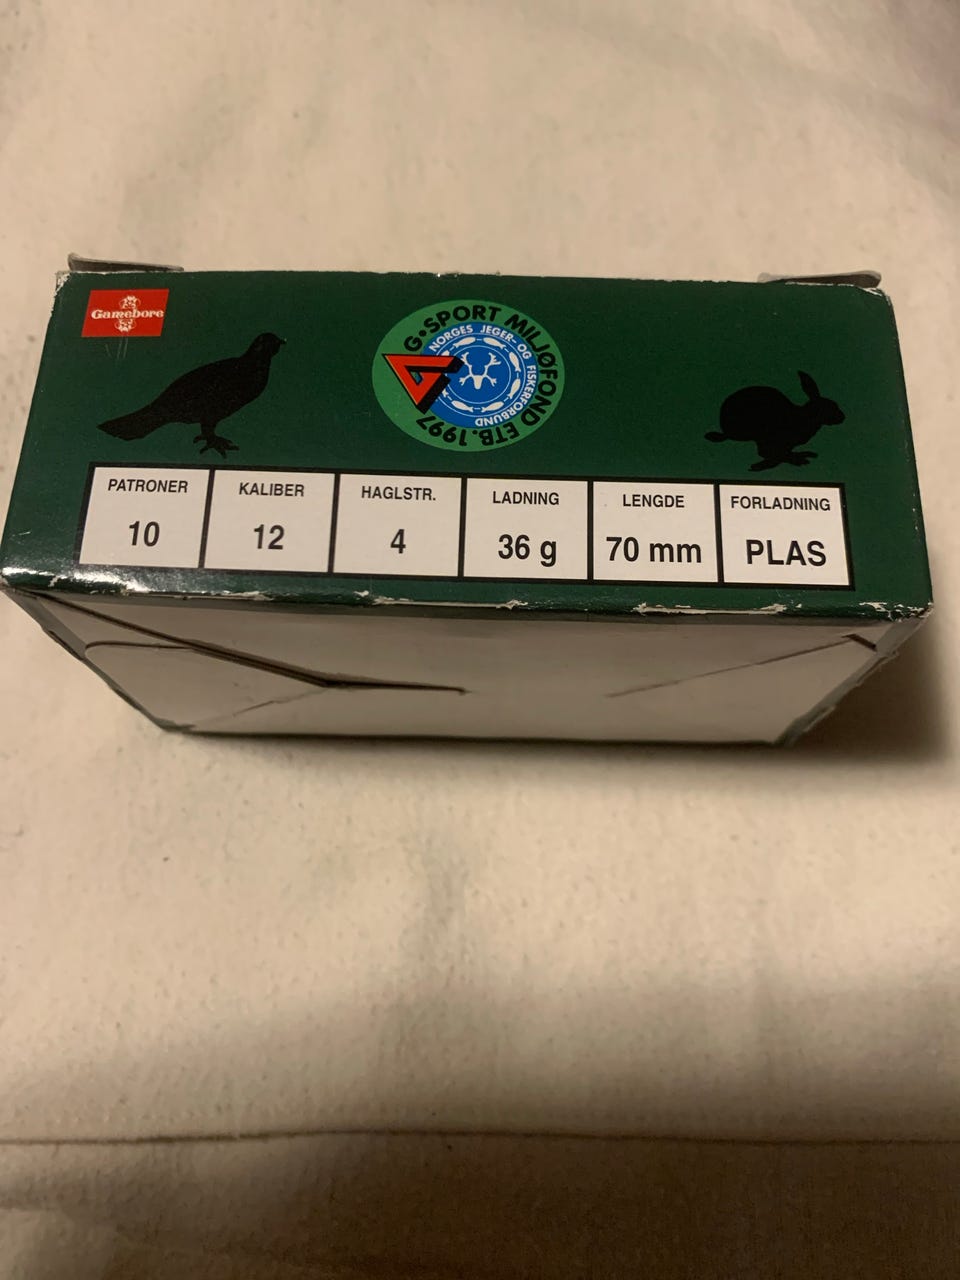 Gamebore
G•SPORT MILJØFOND ETB.1997
NORGES JEGER- OG FISKERFORBUND
PATRONER KALIBER HAGLSTR. LADNING LENGDE FORLADNING
10 12 4 36 g 70 mm PLAS